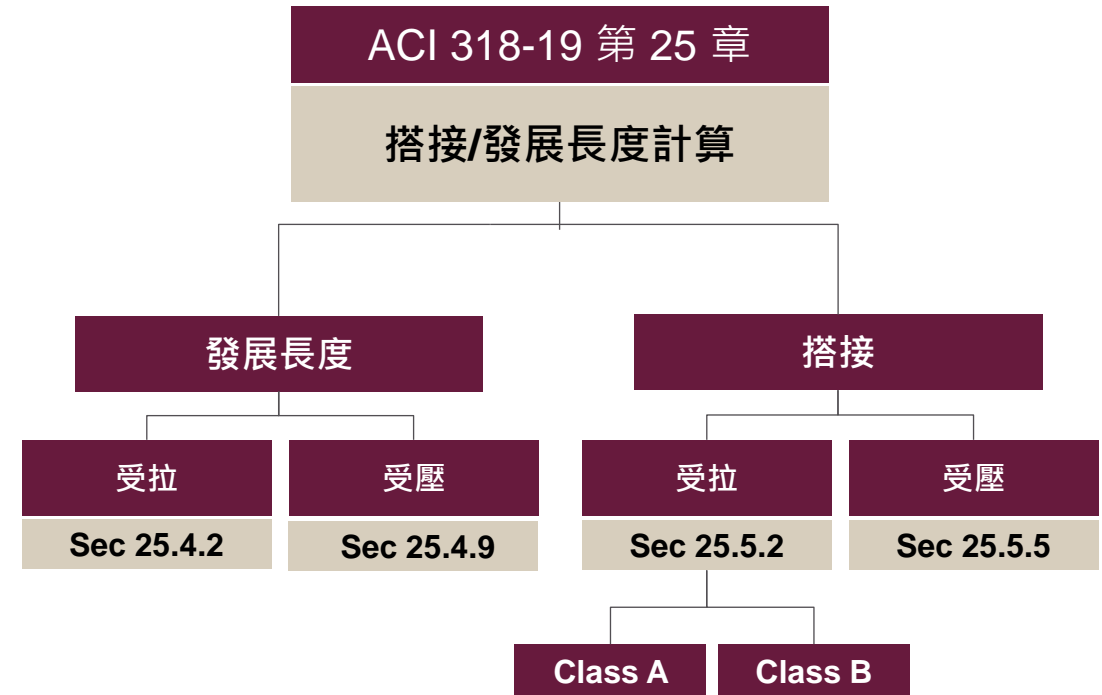 ACI 318-19 第 25 章
搭接/發展長度計算
發展長度
搭接
受拉
受壓
受拉
受壓
Sec 25.4.2
Sec 25.4.9
Sec 25.5.2
Sec 25.5.5
Class A
Class B